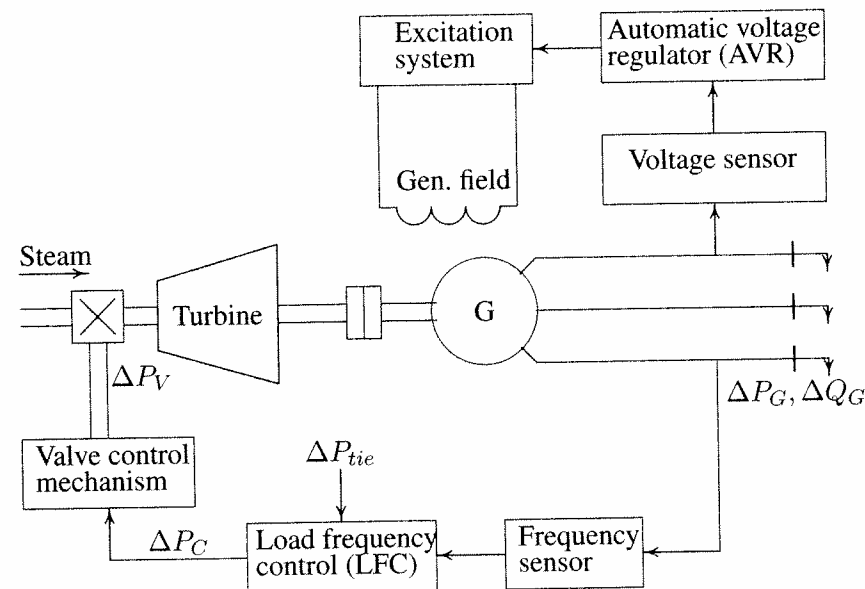 Excitation
system
Automatic voltage
regulator (AVR)
Voltage sensor
Gen. field
Steam
Turbine
G
ΔP_V
ΔP_G, ΔQ_G
Valve control
mechanism
ΔP_tie
ΔP_C
Load frequency
control (LFC)
Frequency
sensor